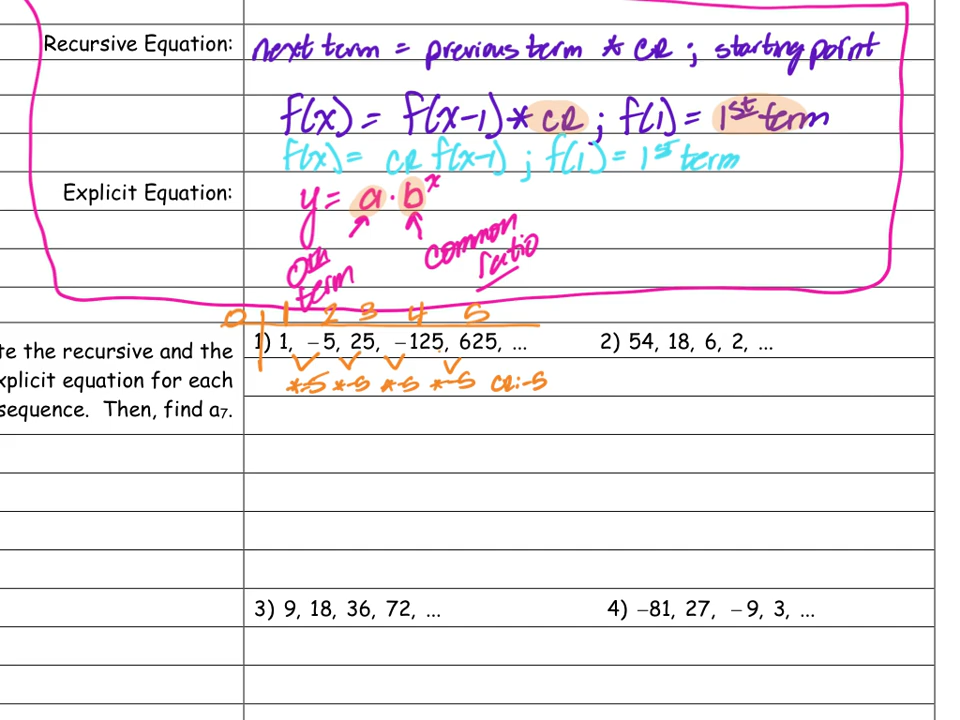 Recursive Equation: next term = previous term * CR ; starting point
f(x) = f(x-1) * CR ; f(1) = 1st term
f(x) = CR f(x-1) ; f(1) = 1st term
Explicit Equation: y = a · b^x
0th term
common ratio
0 1 2 3 4 5
te the recursive and the
xplicit equation for each
sequence. Then, find a₇.
1) 1, −5, 25, −125, 625, ...
*-5 *-5 *-5 *-5 CR: -5
2) 54, 18, 6, 2, ...
3) 9, 18, 36, 72, ...
4) −81, 27, −9, 3, ...